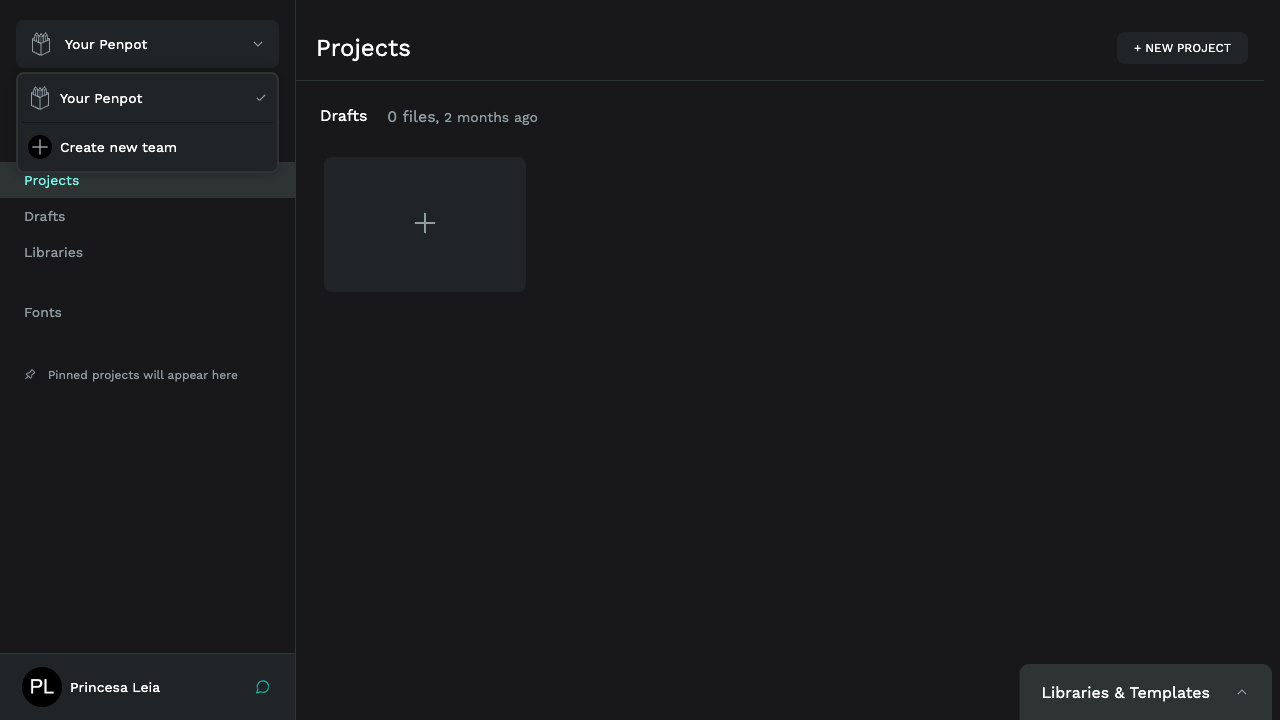 Your Penpot
Your Penpot
Create new team
Projects
Drafts
Libraries
Fonts
Pinned projects will appear here
PL Princesa Leia
Projects
+ NEW PROJECT
Drafts 0 files, 2 months ago
Libraries & Templates